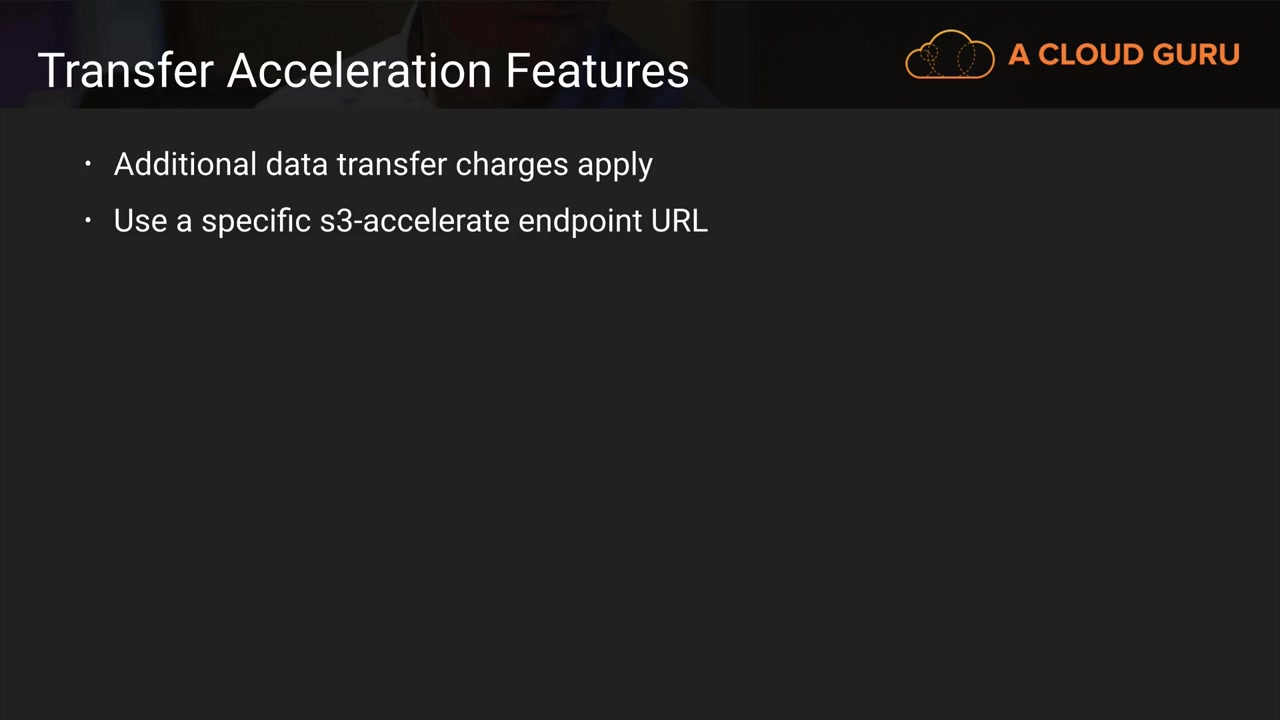 Transfer Acceleration Features
A CLOUD GURU
• Additional data transfer charges apply
• Use a specific s3-accelerate endpoint URL